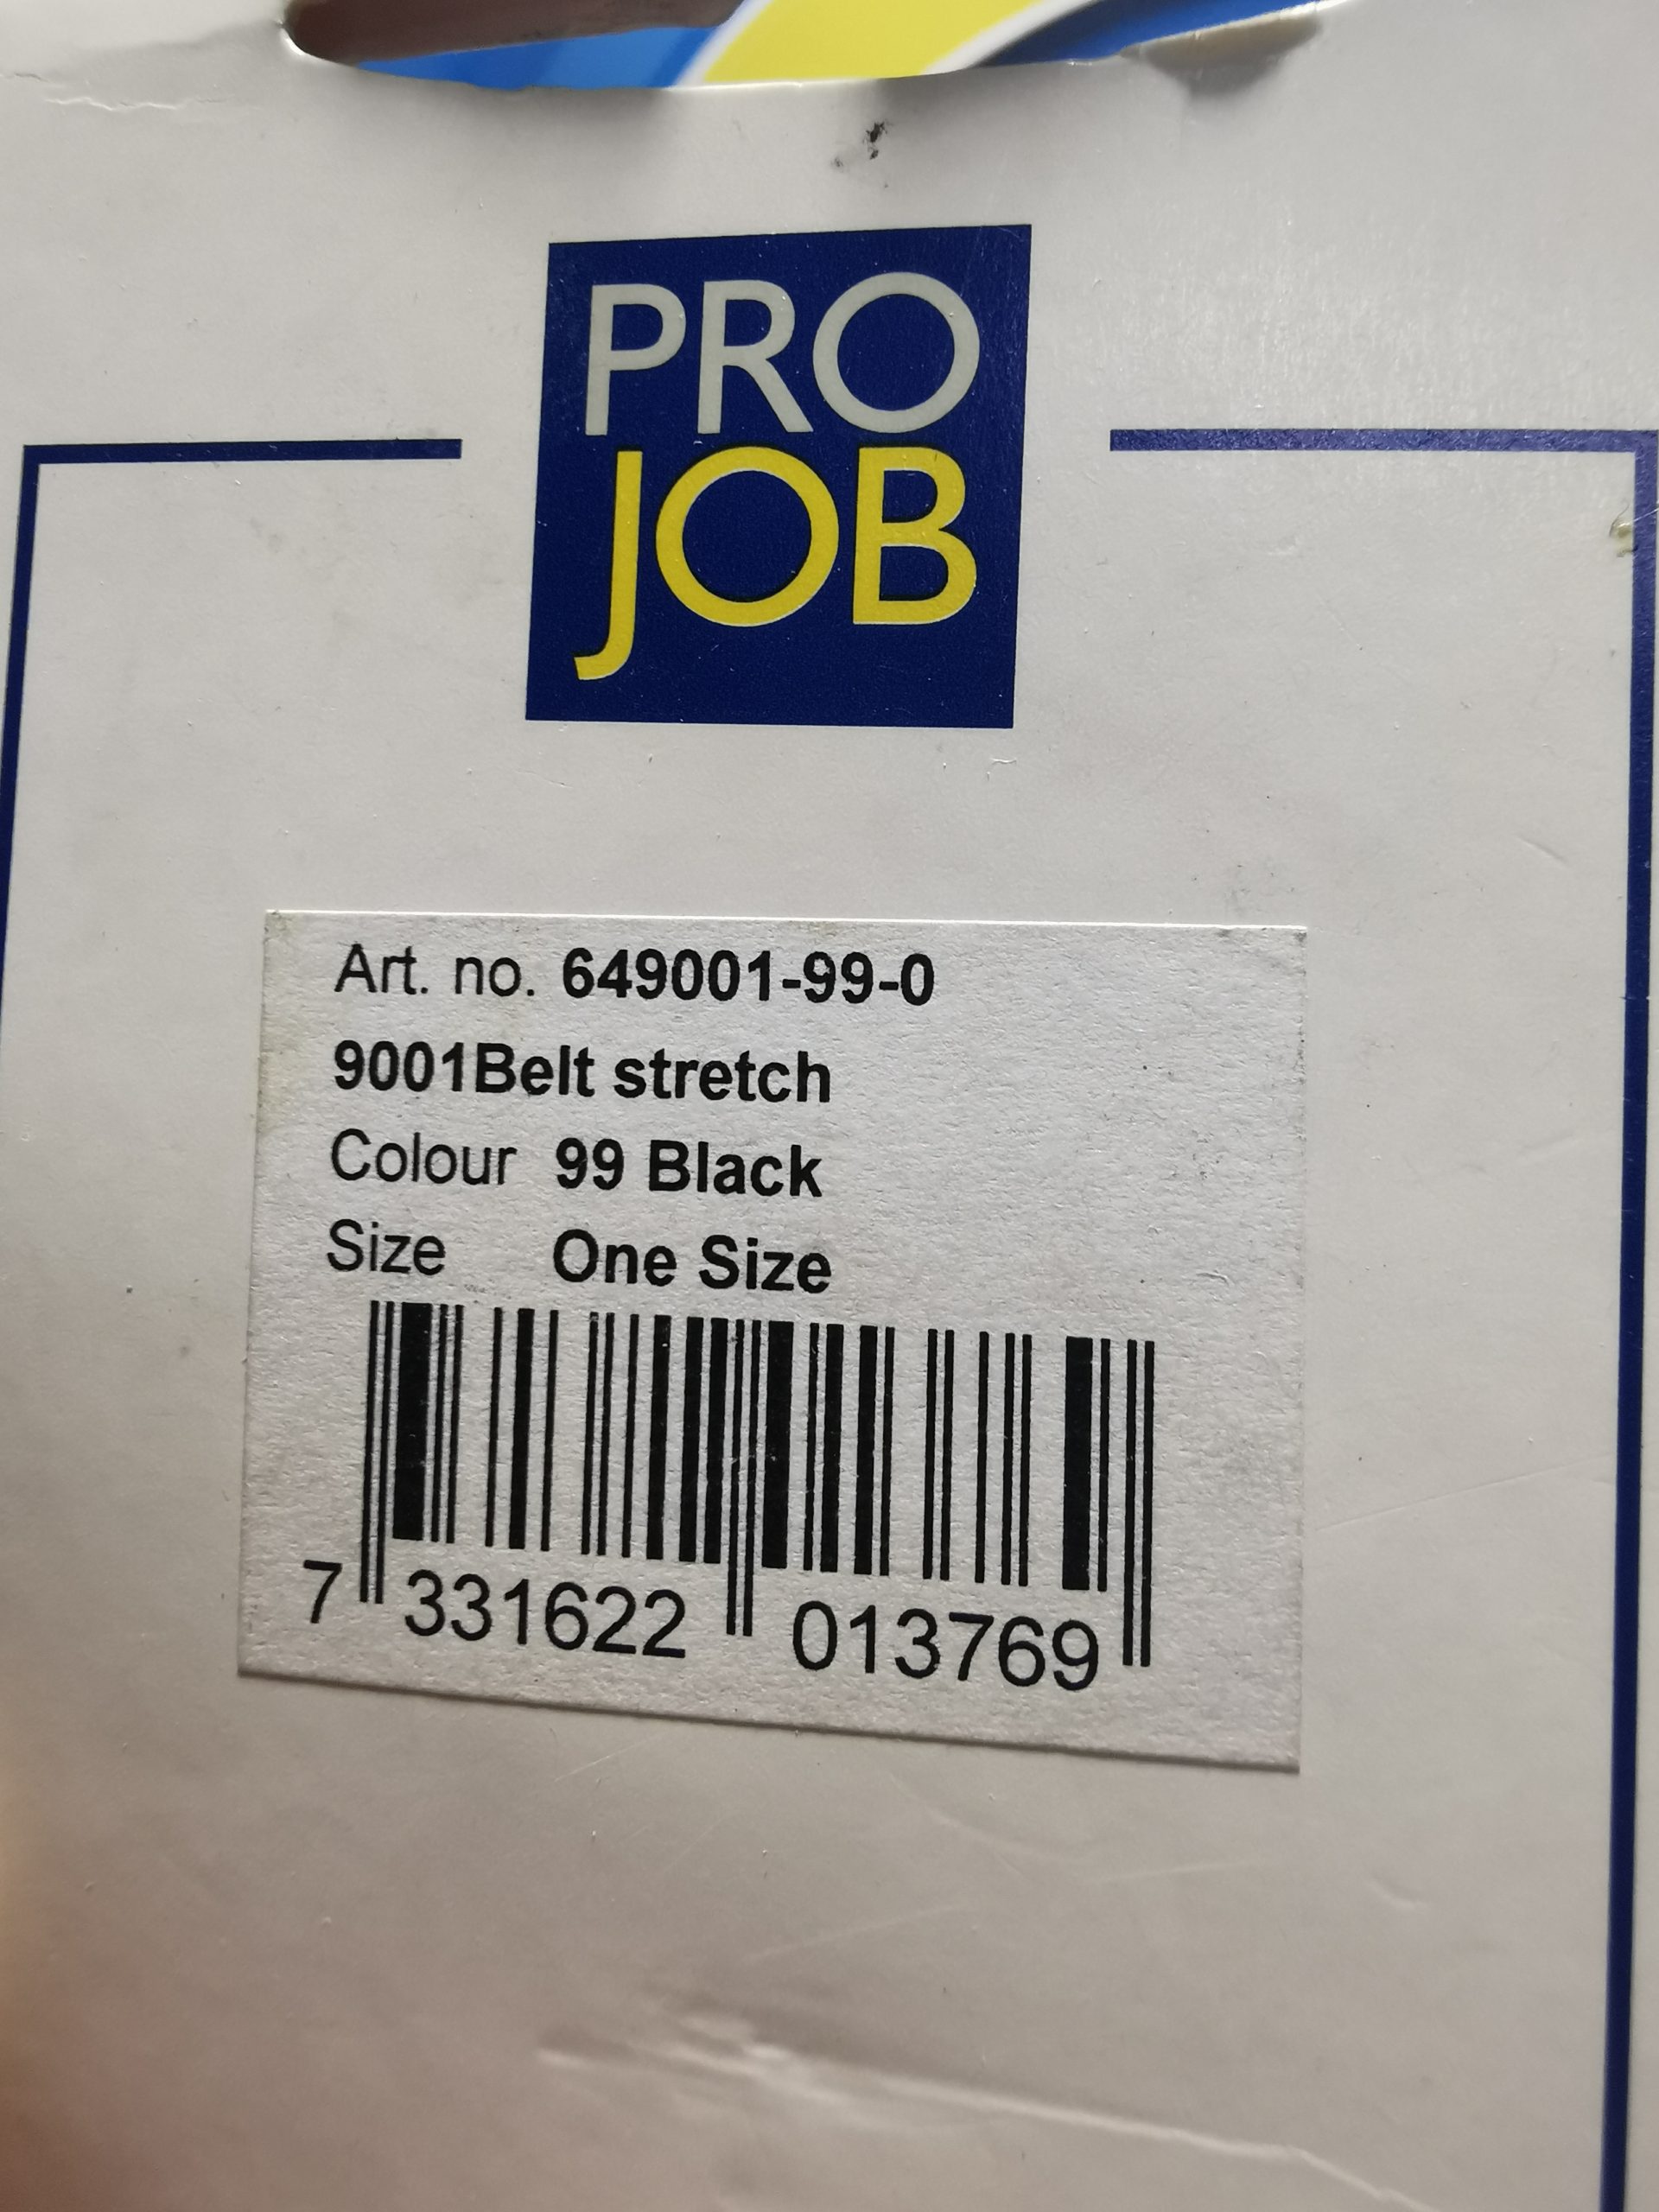 PRO
JOB
Art. no. 649001-99-0
9001Belt stretch
Colour 99 Black
Size One Size
7 331622 013769